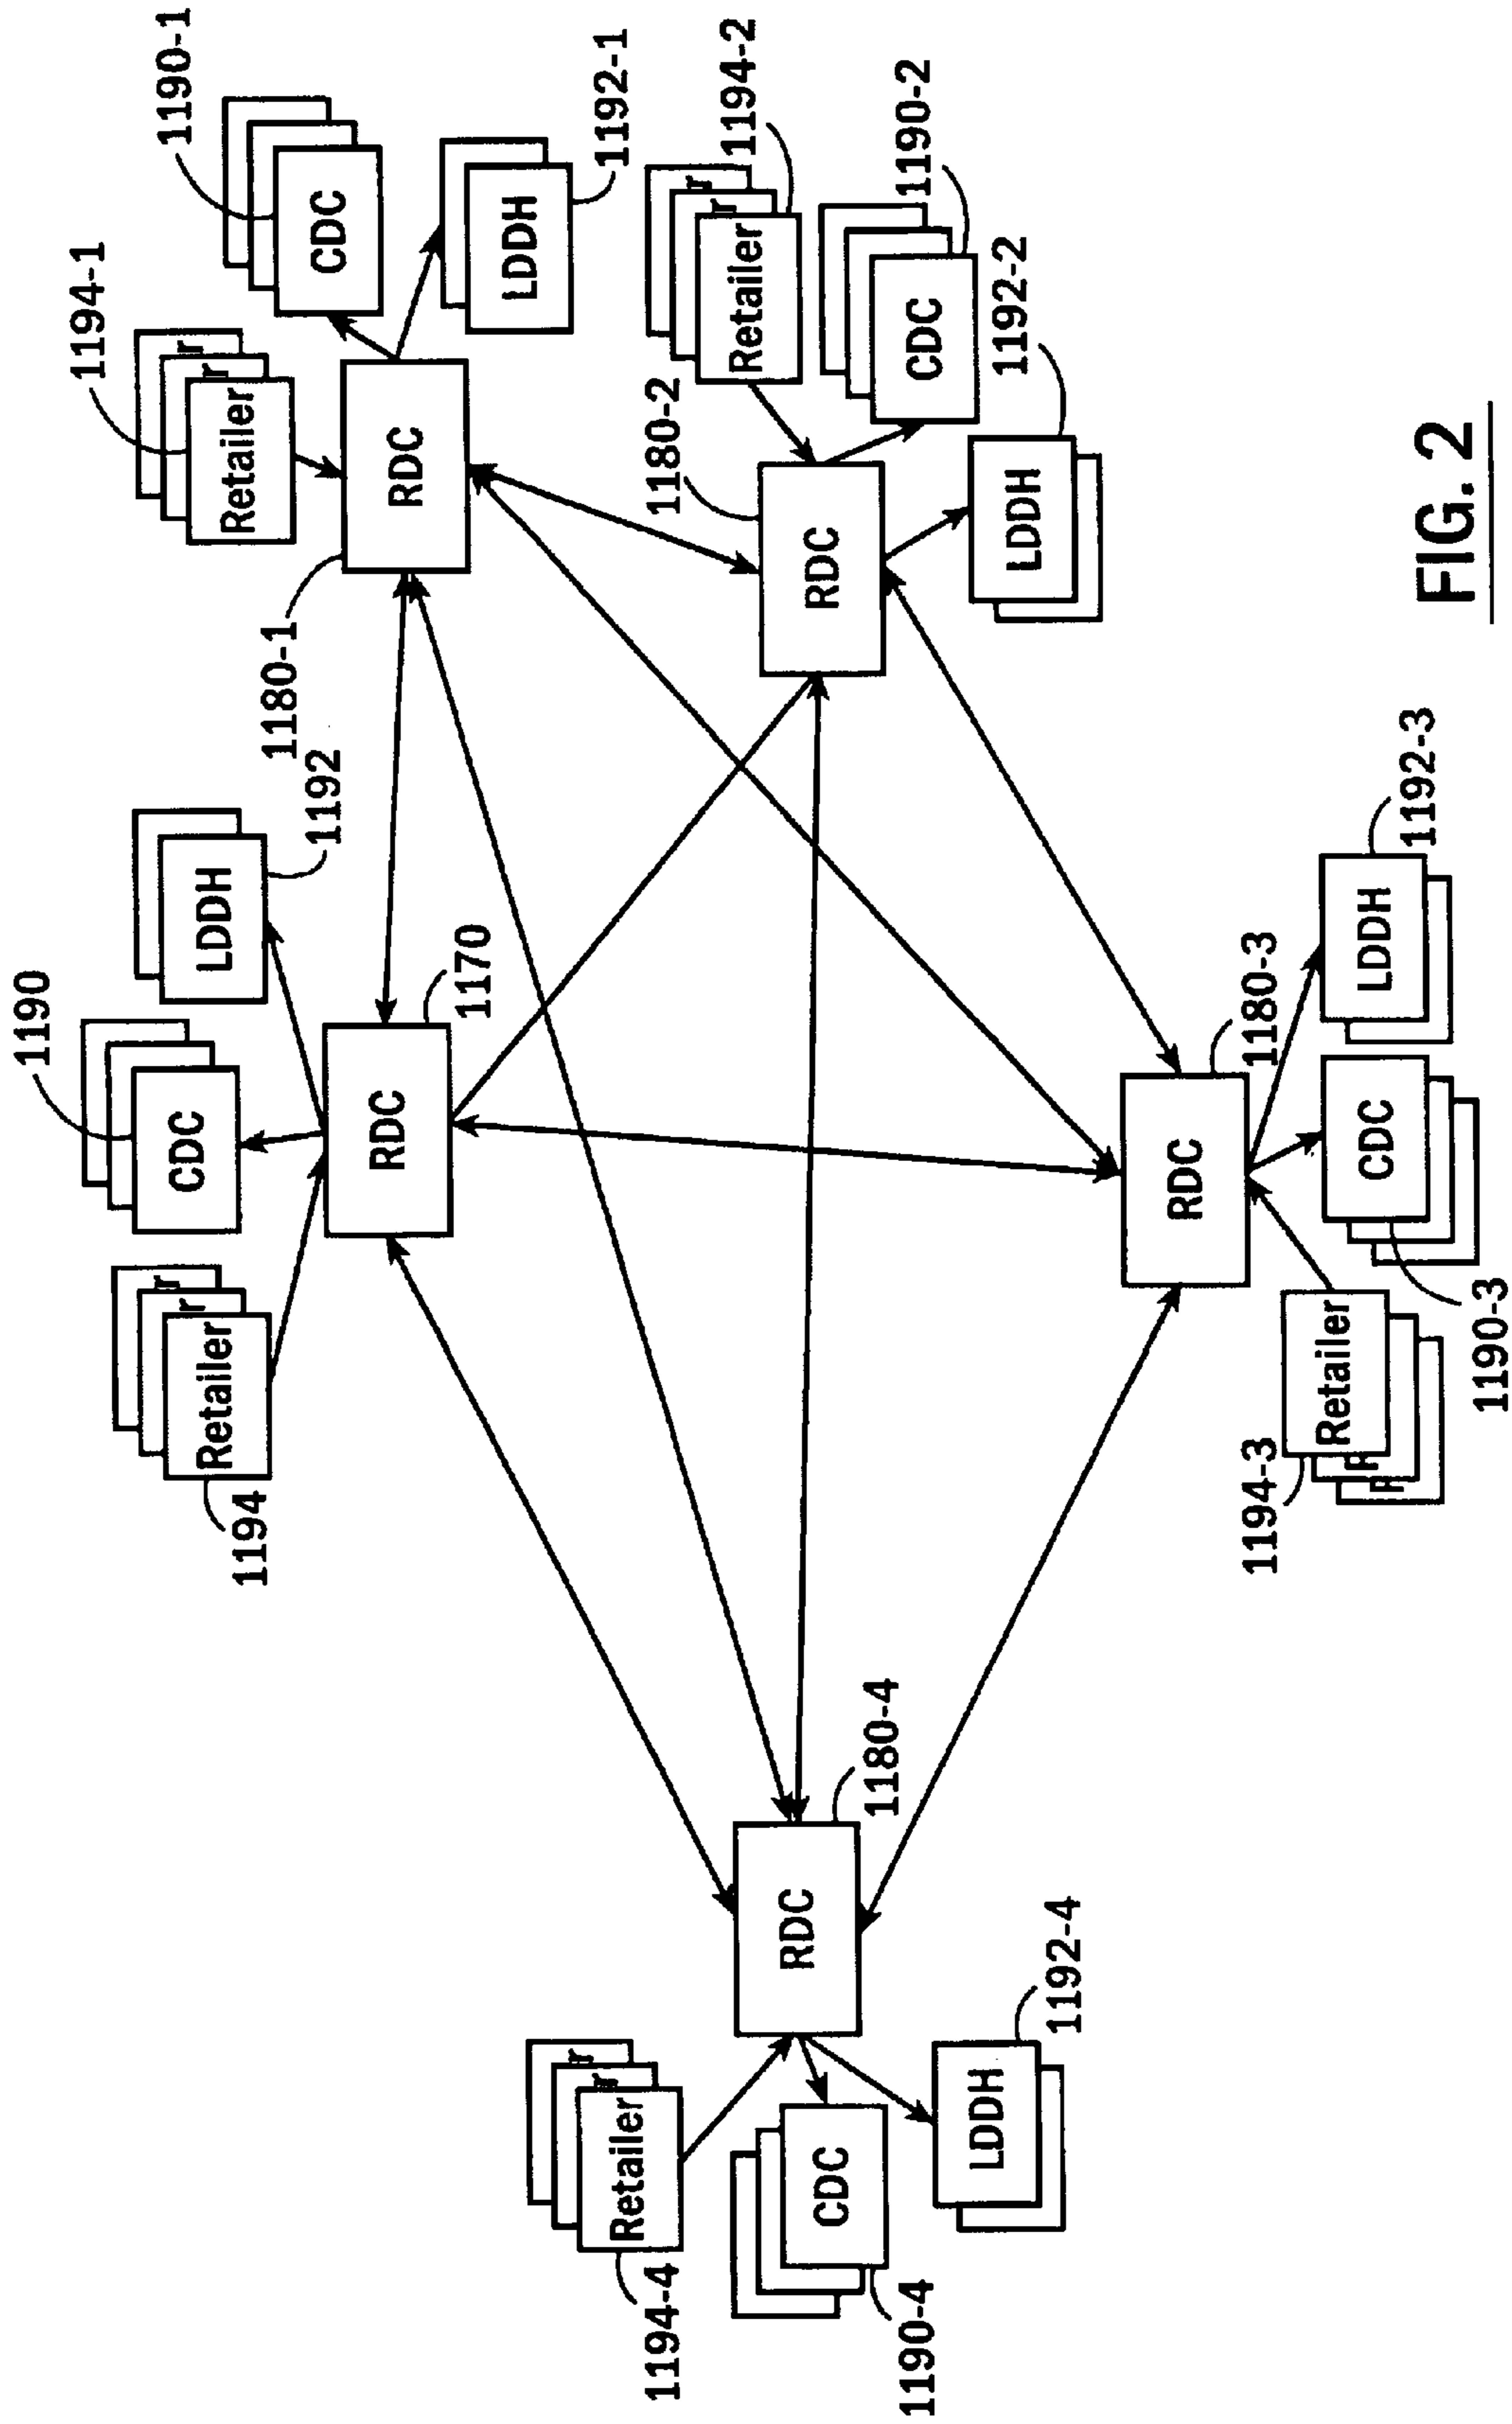 1194
Retailer
r
r
1190
CDC
LDDH
1192
RDC
1170
1194-1
Retailer
r
r
1190-1
CDC
LDDH
1192-1
1180-1
RDC
1194-4
Retailer
r
r
1190-4
CDC
LDDH
1192-4
RDC
1180-4
1180-2
RDC
Retailer
r
r
1194-2
CDC
1190-2
LDDH
1192-2
RDC
1180-3
1194-3
Retailer
R
R
CDC
1190-3
LDDH
1192-3
FIG. 2